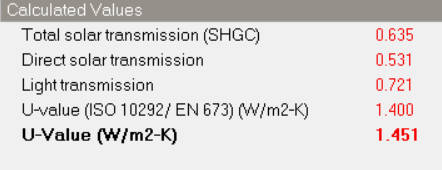 Calculated Values
Total solar transmission (SHGC) 0.635
Direct solar transmission 0.531
Light transmission 0.721
U-value (ISO 10292/ EN 673) (W/m2-K) 1.400
U-Value (W/m2-K) 1.451